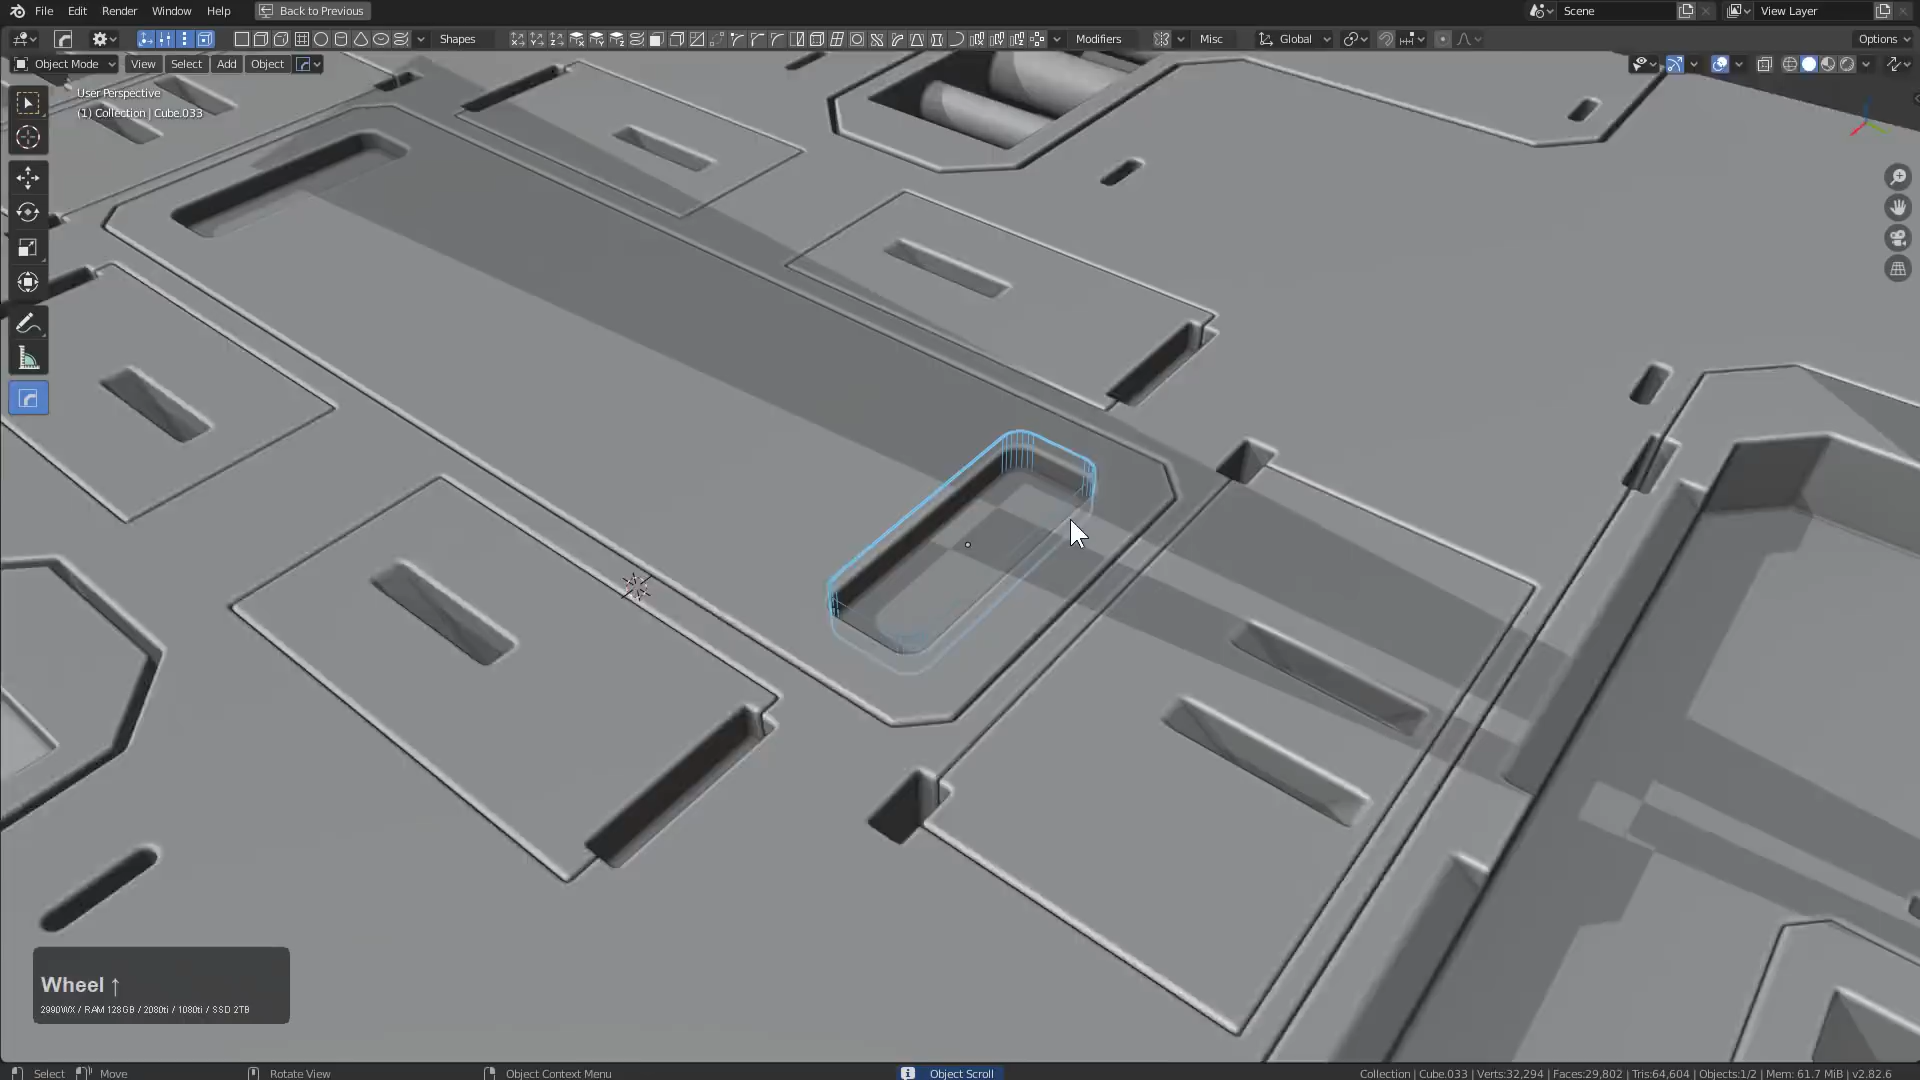 File Edit Render Window Help Back to Previous Scene View Layer
Shapes Modifiers Misc Global Options
Object Mode View Select Add Object
User Perspective
(1) Collection | Cube.033
Wheel ↑
2990WX / RAM 128GB / 2080ti / 1080ti / SSD 2TB
Select Move Rotate View Object Context Menu Object Scroll Collection | Cube.033 | Verts:32,294 | Faces:29,802 | Tris:64,604 | Objects:1/2 | Mem: 61.7 MiB | v2.82.6